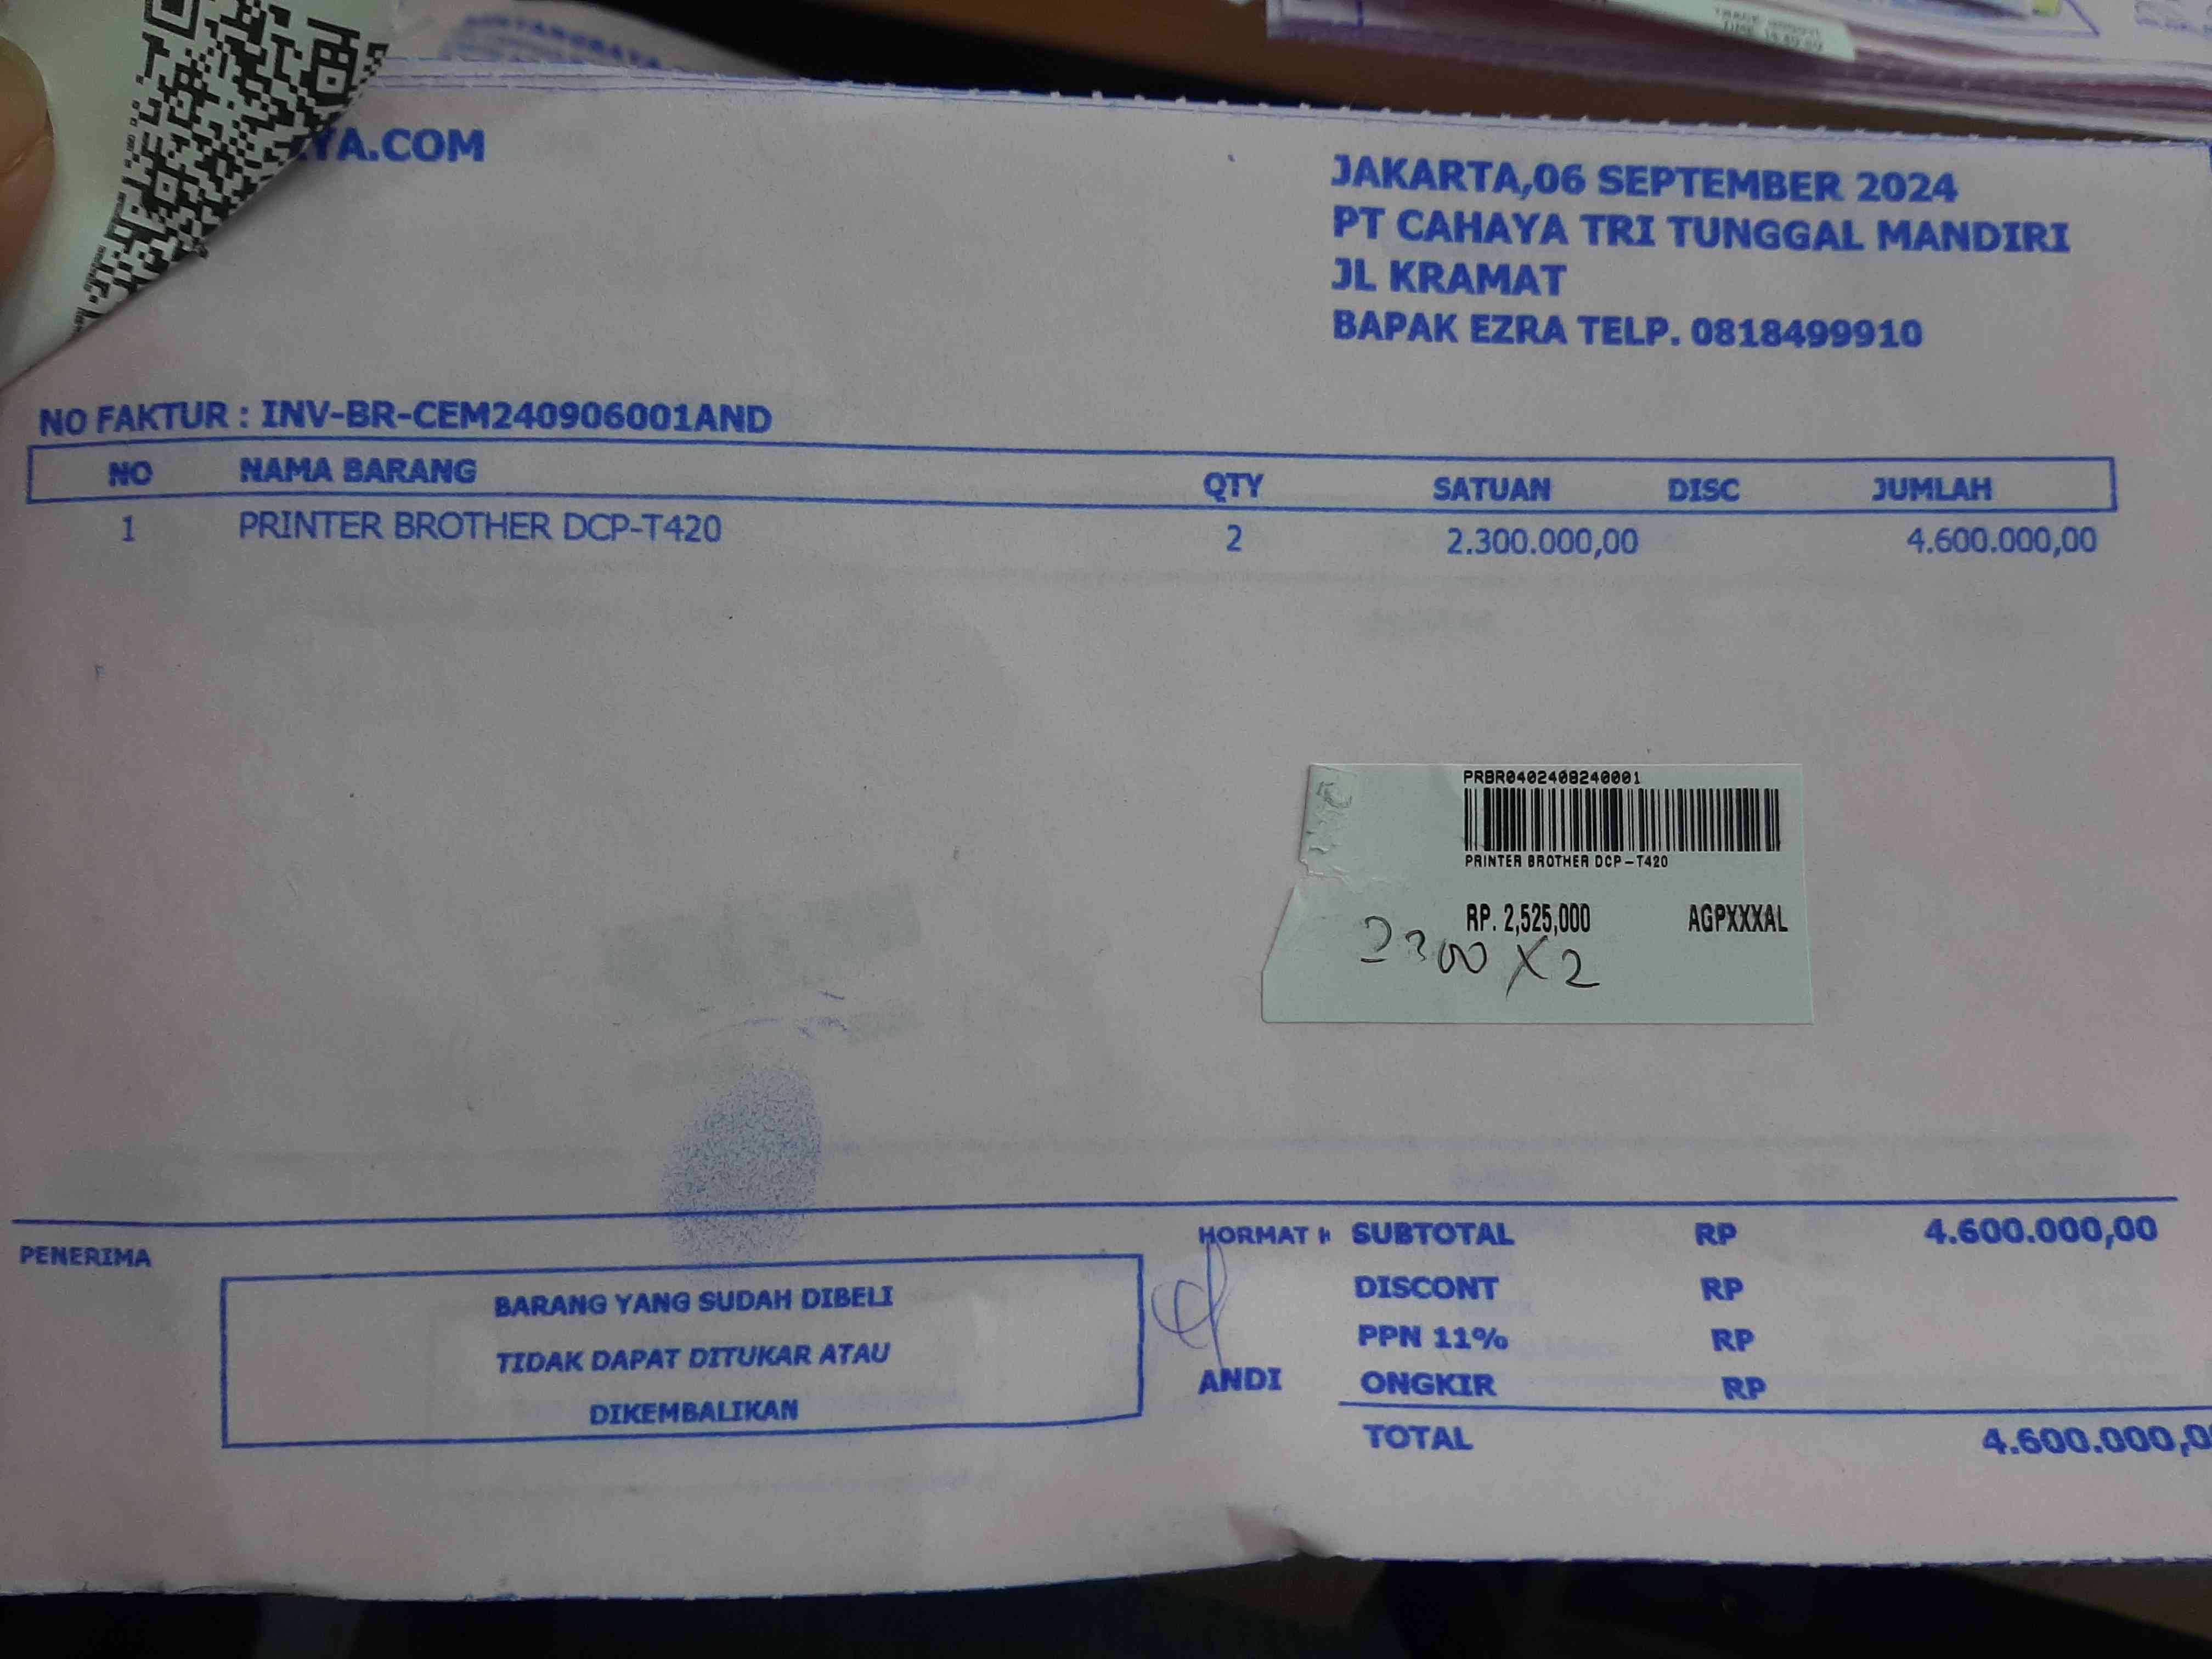 YA.COM
JAKARTA,06 SEPTEMBER 2024
PT CAHAYA TRI TUNGGAL MANDIRI
JL KRAMAT
BAPAK EZRA TELP. 0818499910
NO FAKTUR : INV-BR-CEM240906001AND
NO NAMA BARANG QTY SATUAN DISC JUMLAH
1 PRINTER BROTHER DCP-T420 2 2.300.000,00 4.600.000,00
PRBR0402408240001
PRINTER BROTHER DCP-T420
RP. 2,525,000 AGPXXXAL
2300 X 2
PENERIMA
BARANG YANG SUDAH DIBELI
TIDAK DAPAT DITUKAR ATAU
DIKEMBALIKAN
HORMAT
ANDI
SUBTOTAL RP 4.600.000,00
DISCONT RP
PPN 11% RP
ONGKIR RP
TOTAL 4.600.000,0